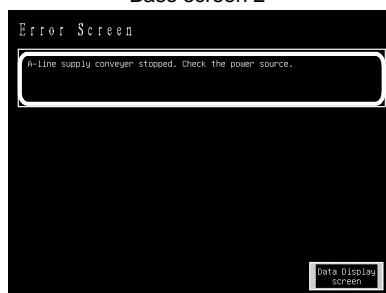 Base screen 2
Error Screen
A-line supply conveyer stopped. Check the power source.
Data Display
screen